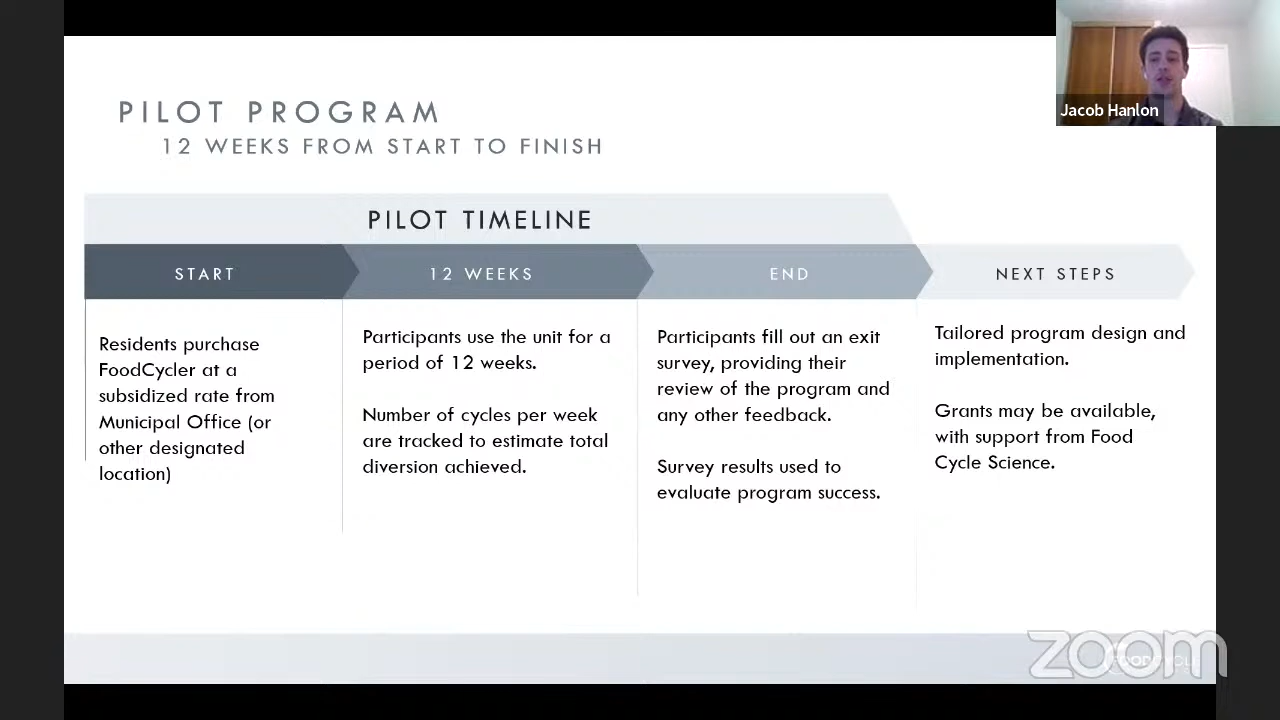 PILOT PROGRAM
12 WEEKS FROM START TO FINISH
Jacob Hanlon
PILOT TIMELINE
START
12 WEEKS
END
NEXT STEPS
Residents purchase
FoodCycler at a
subsidized rate from
Municipal Office (or
other designated
location)
Participants use the unit for a
period of 12 weeks.
Number of cycles per week
are tracked to estimate total
diversion achieved.
Participants fill out an exit
survey, providing their
review of the program and
any other feedback.
Survey results used to
evaluate program success.
Tailored program design and
implementation.
Grants may be available,
with support from Food
Cycle Science.
zoom